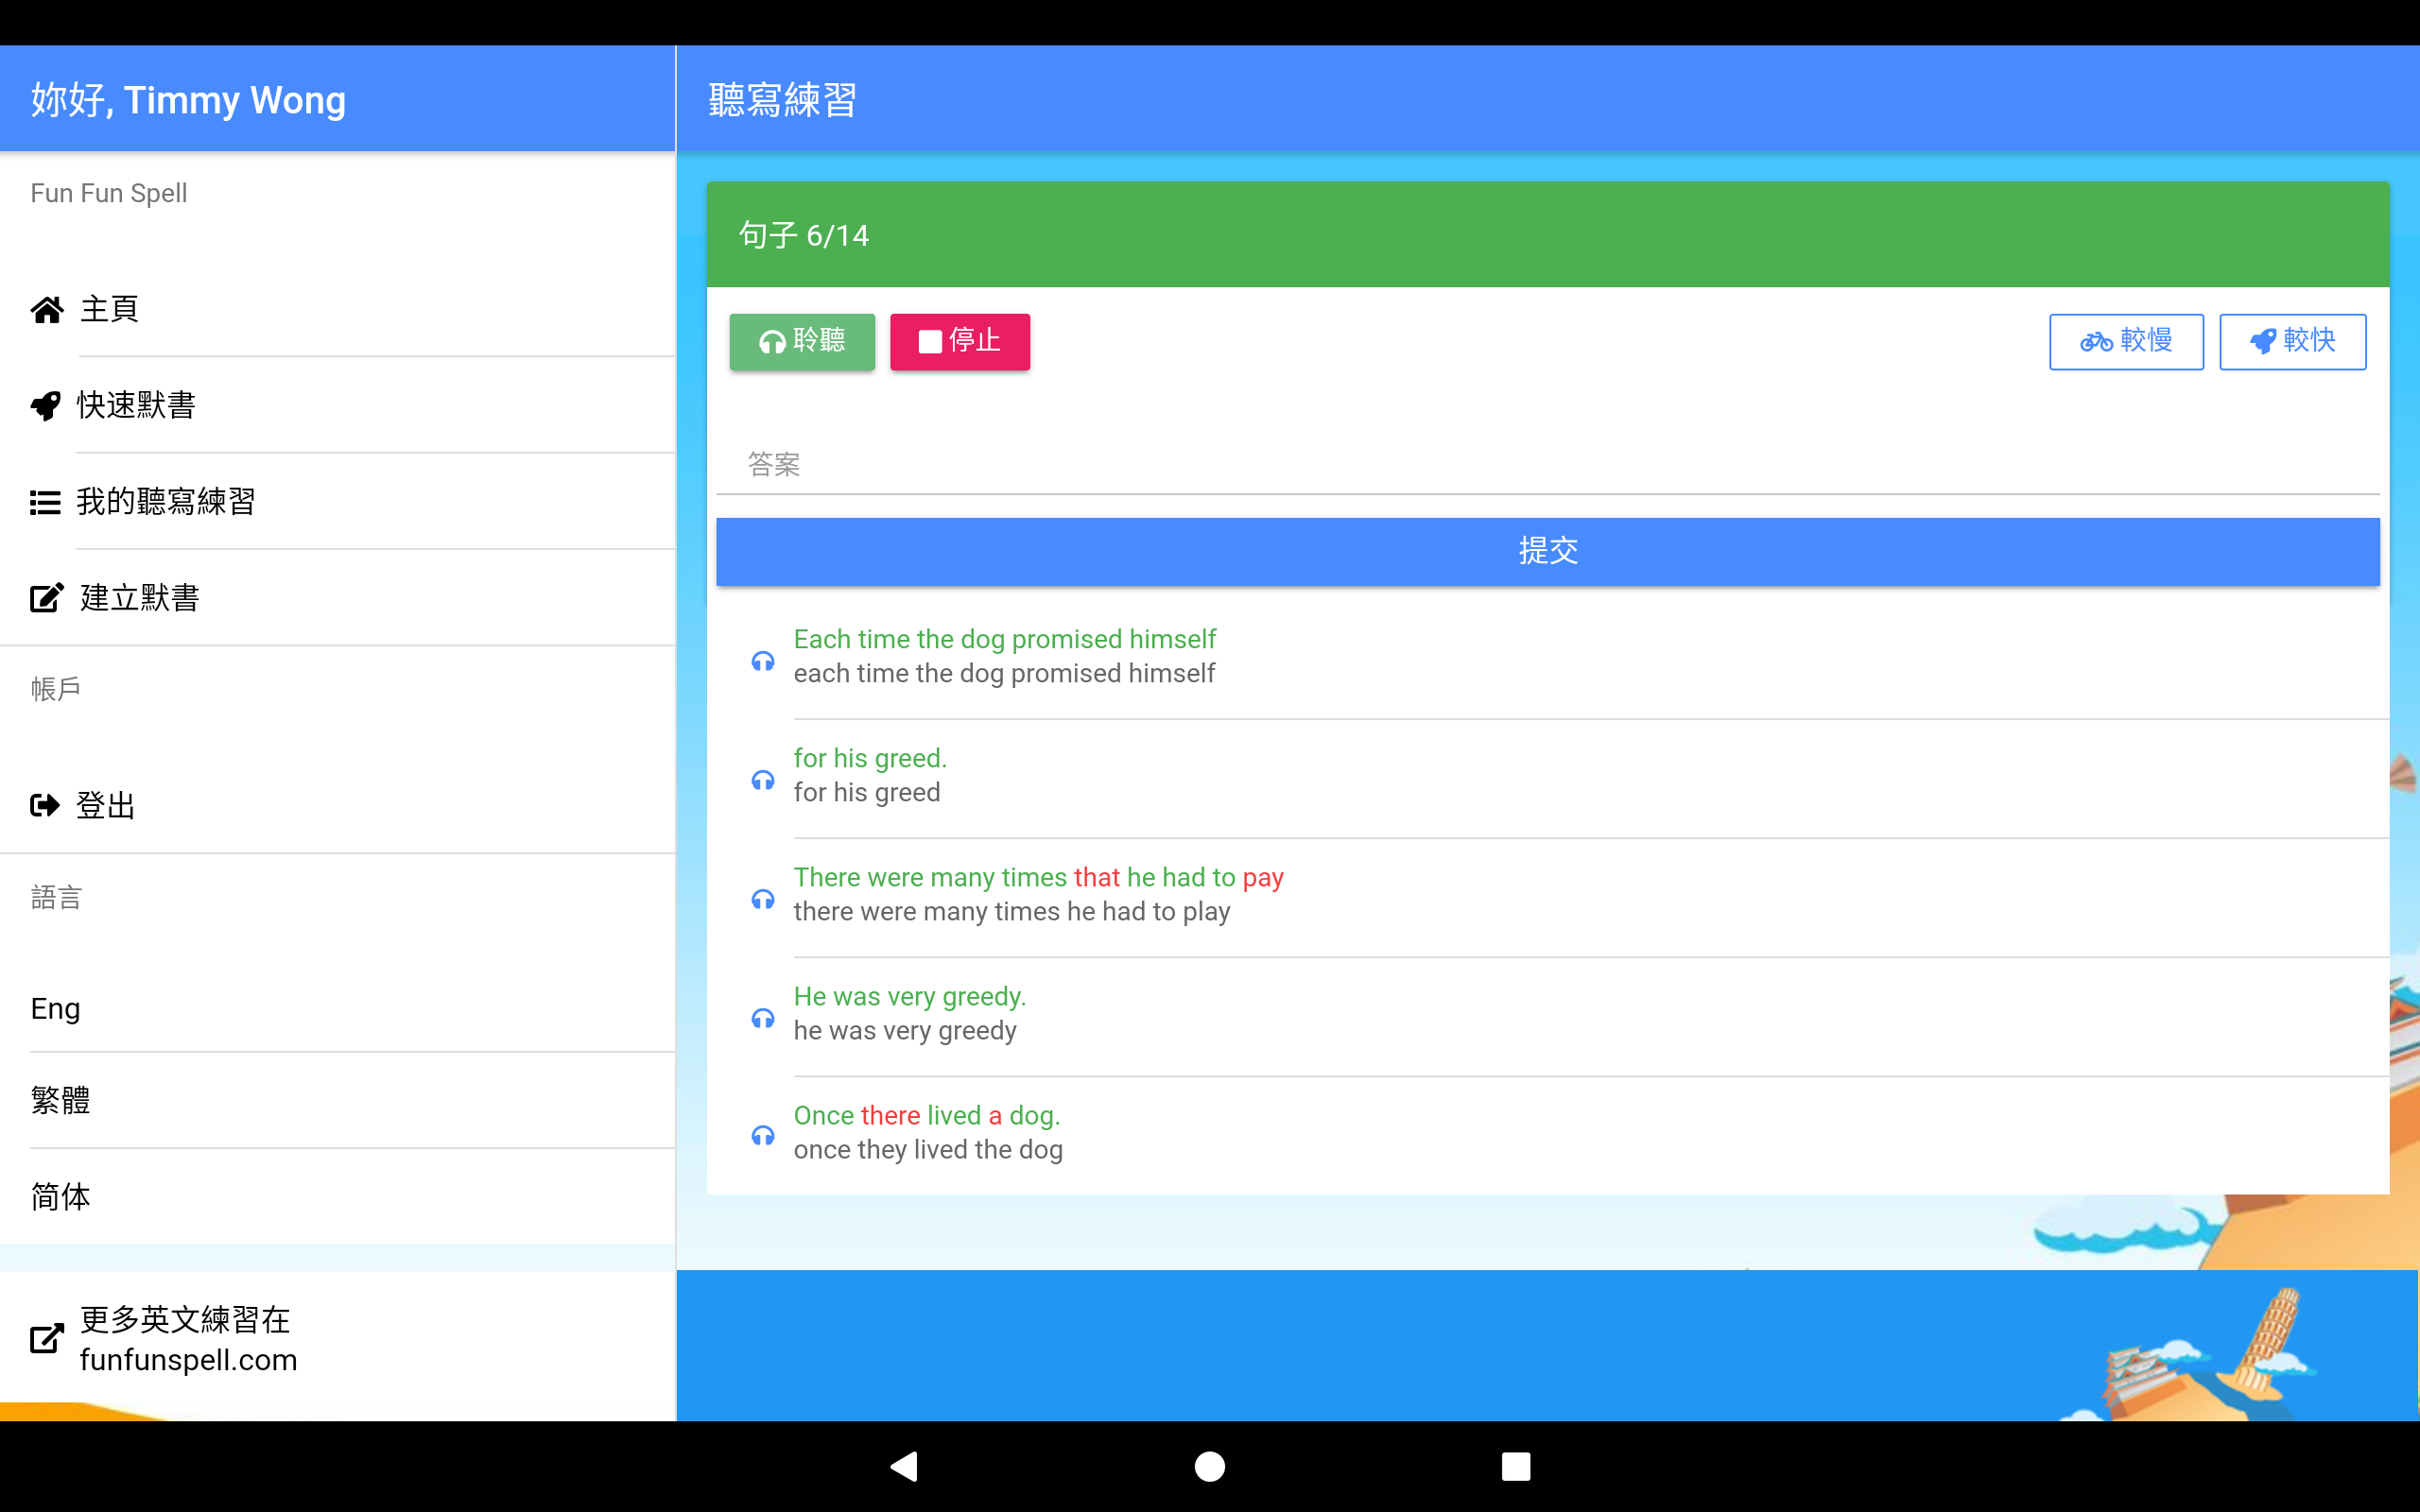 妳好, Timmy Wong
Fun Fun Spell
主頁
快速默書
我的聽寫練習
建立默書
帳戶
登出
語言
Eng
繁體
简体
更多英文練習在
funfunspell.com
聽寫練習
句子 6/14
聆聽
停止
較慢
較快
答案
提交
Each time the dog promised himself
each time the dog promised himself
for his greed.
for his greed
There were many times that he had to pay
there were many times he had to play
He was very greedy.
he was very greedy
Once there lived a dog.
once they lived the dog